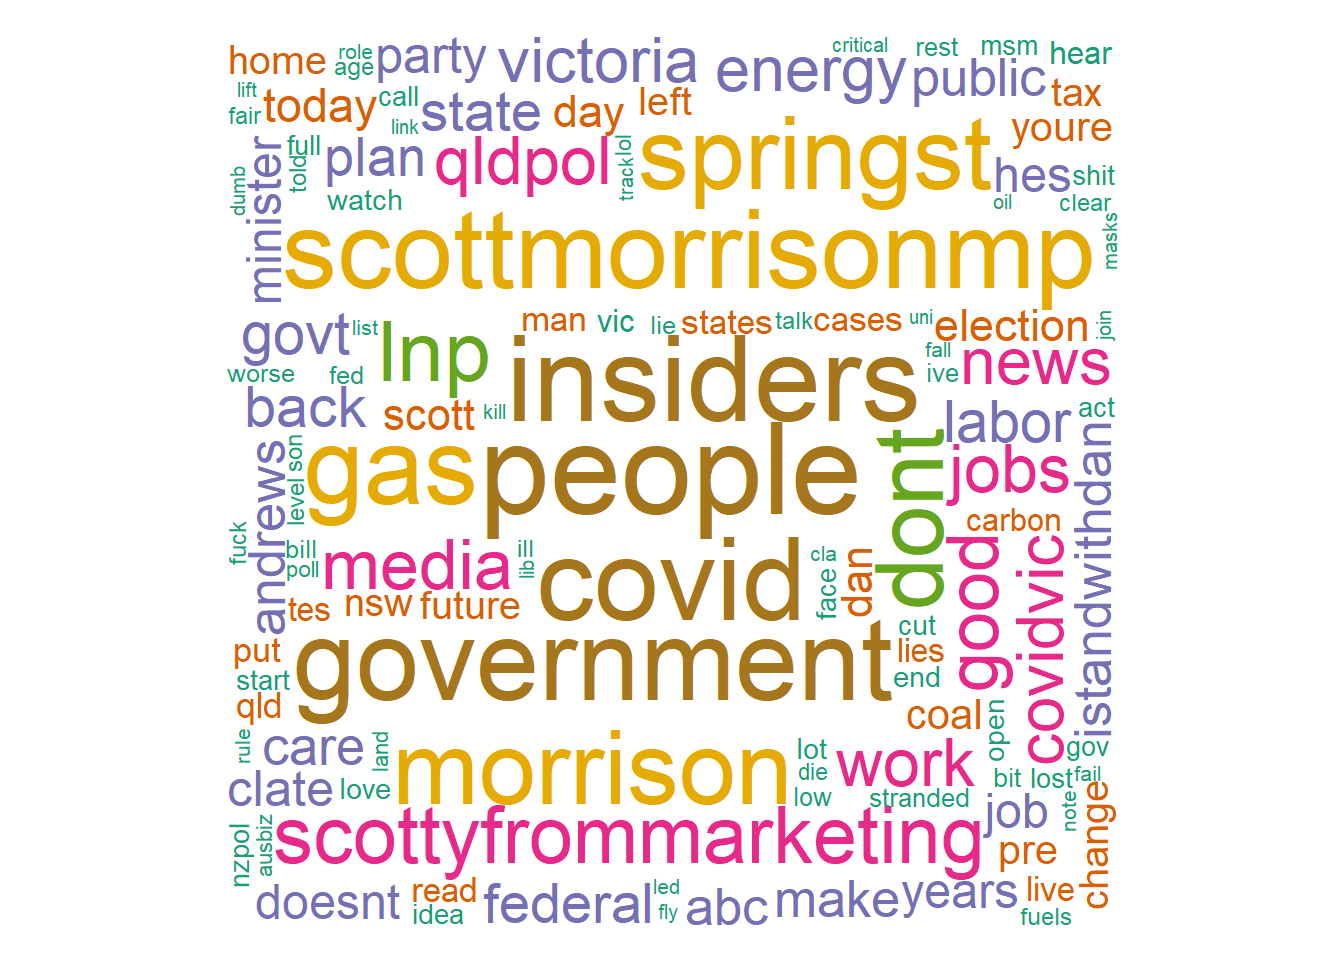 home role age party victoria energy critical rest msm hear
lift fair today call link state day left public tax
dumb minister told full plan watch qldpol track lol springst youre hes shit oil clear masks
scottmorrisonmp
govt list lnp man vic lie states talk cases uni election join
worse fed back scott kill insiders fall ive news
andrews level son gas people dont labor act jobs istandwithdan
fuck bill poll media ill lib covid cla face dan carbon good covidvic
tes nsw future cut
put start qld government lies end coal open
rule care land morrison lot die low work gov bit lost fail
clate love stranded job note change
nzpol ausbiz scottyfrommarketing pre
doesnt read idea federal led fly abc make years live fuels